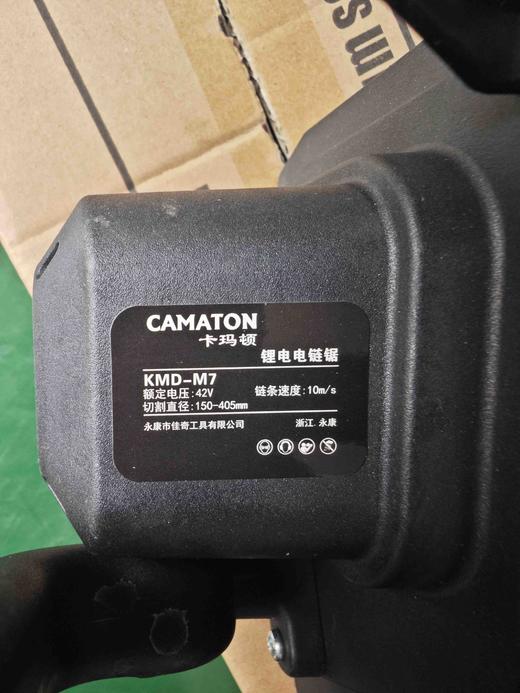 CAMATON
卡玛顿
锂电电链锯
KMD-M7
额定电压:42V 链条速度:10m/s
切割直径:150-405mm
永康市佳奇工具有限公司 浙江.永康